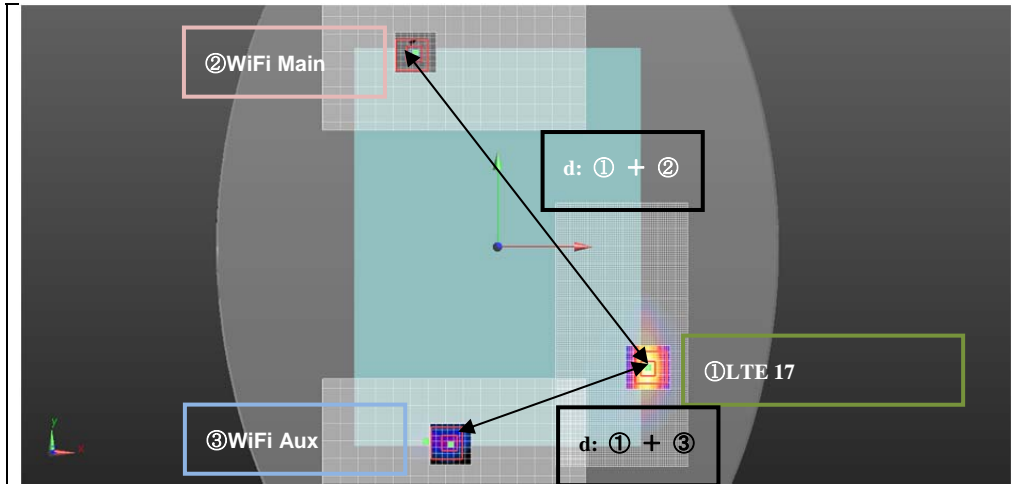 ②WiFi Main
d: ① + ②
①LTE 17
③WiFi Aux
d: ① + ③
y
x